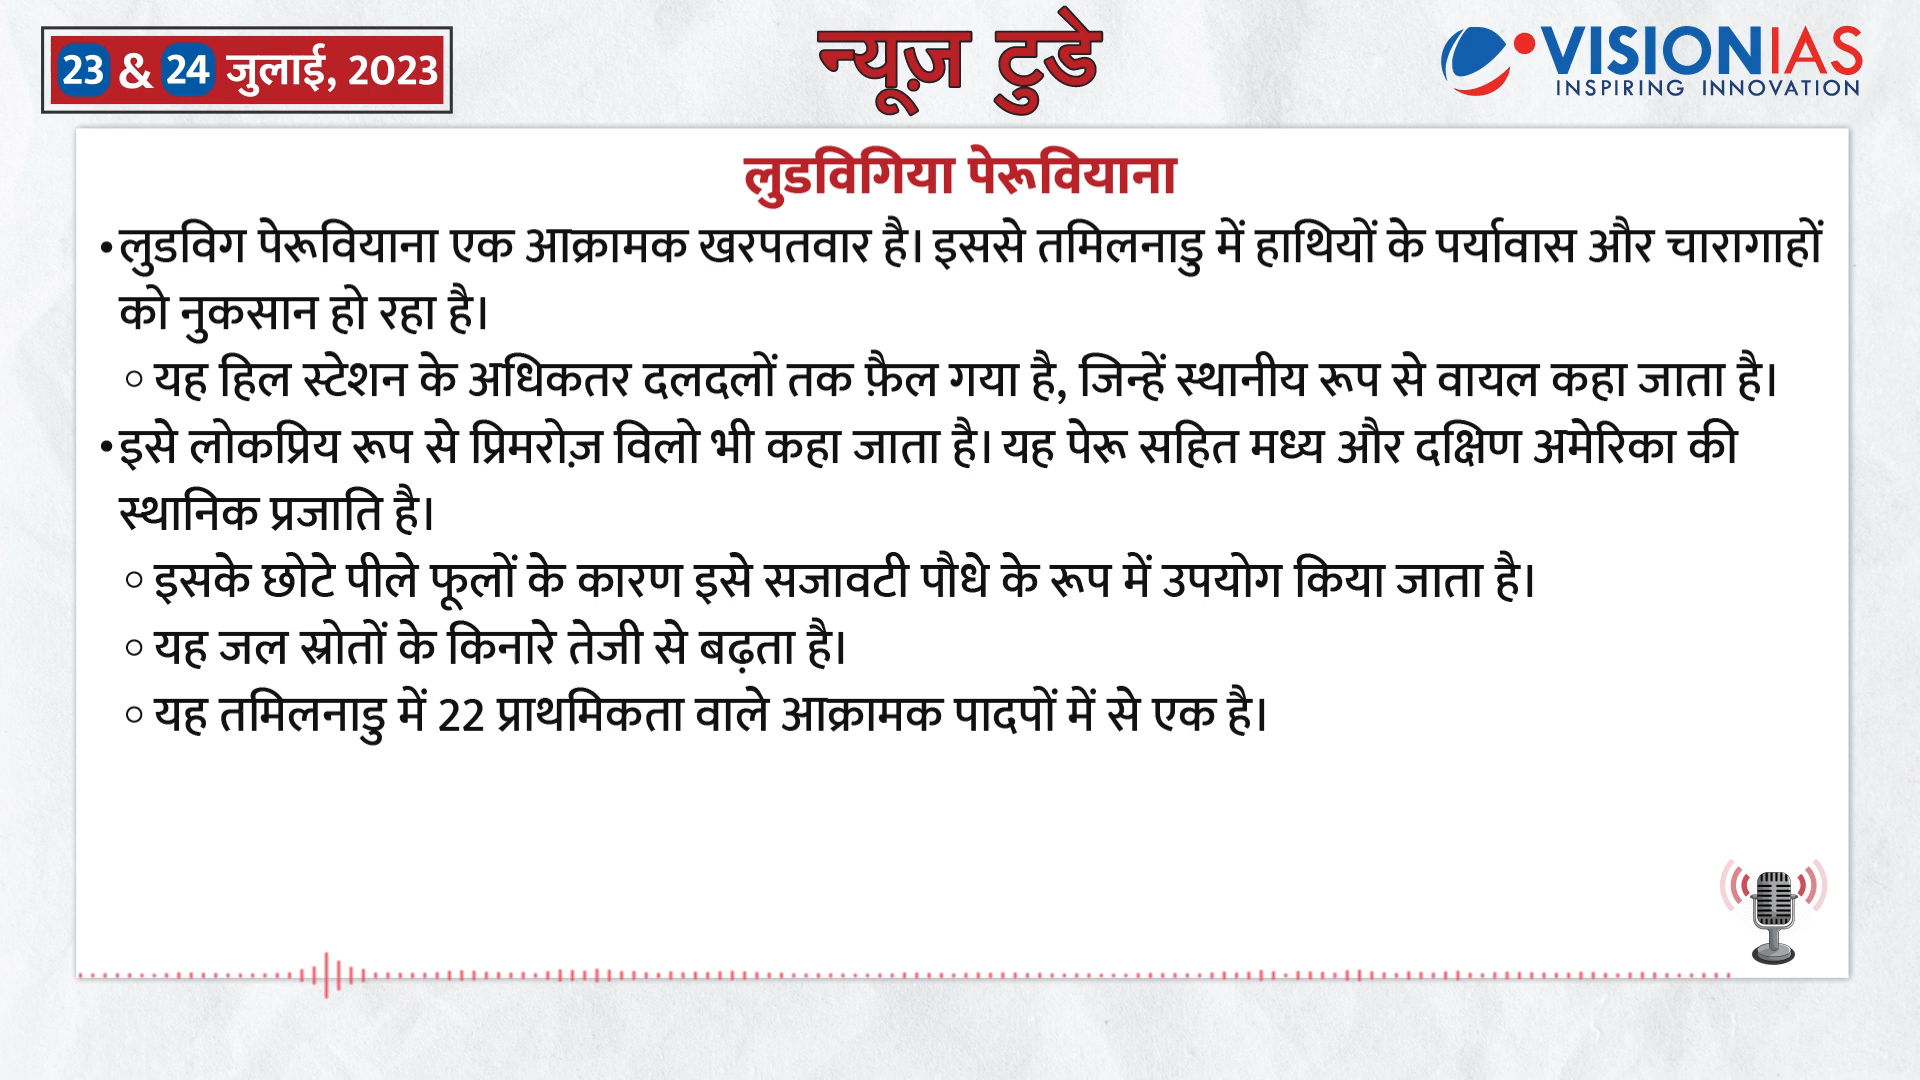 23 & 24 जुलाई, 2023
न्यूज़ टुडे
VISIONIAS
INSPIRING INNOVATION
लुडविगिया पेरूवियाना
• लुडविग पेरूवियाना एक आक्रामक खरपतवार है। इससे तमिलनाडु में हाथियों के पर्यावास और चारागाहों
को नुकसान हो रहा है।
○ यह हिल स्टेशन के अधिकतर दलदलों तक फ़ैल गया है, जिन्हें स्थानीय रूप से वायल कहा जाता है।
• इसे लोकप्रिय रूप से प्रिमरोज़ विलो भी कहा जाता है। यह पेरू सहित मध्य और दक्षिण अमेरिका की
स्थानिक प्रजाति है।
○ इसके छोटे पीले फूलों के कारण इसे सजावटी पौधे के रूप में उपयोग किया जाता है।
○ यह जल स्रोतों के किनारे तेजी से बढ़ता है।
○ यह तमिलनाडु में 22 प्राथमिकता वाले आक्रामक पादपों में से एक है।